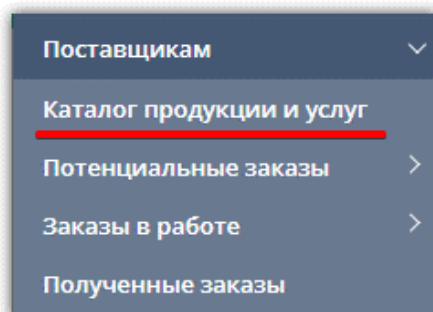 Поставщикам
Каталог продукции и услуг
Потенциальные заказы
Заказы в работе
Полученные заказы